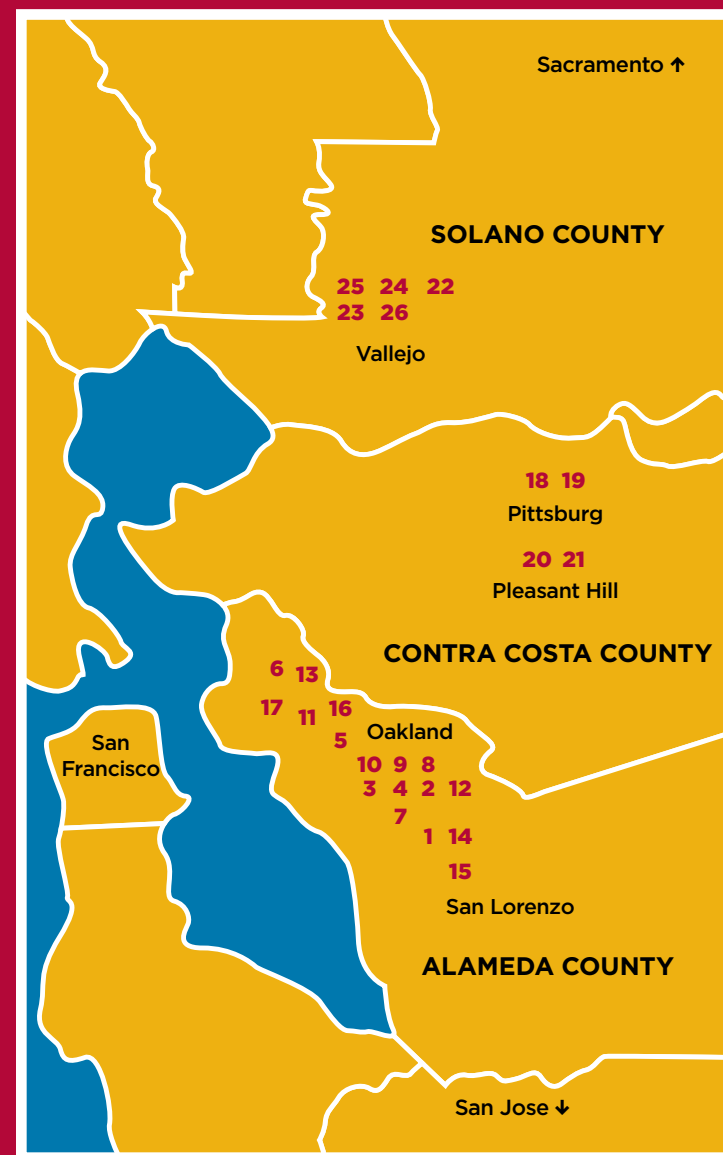 Sacramento ↑
SOLANO COUNTY
25 24 22
23 26
Vallejo
18 19
Pittsburg
20 21
Pleasant Hill
CONTRA COSTA COUNTY
6 13
17 11 16
5
Oakland
San
Francisco
10 9 8
3 4 2 12
7
1 14
15
San Lorenzo
ALAMEDA COUNTY
San Jose ↓